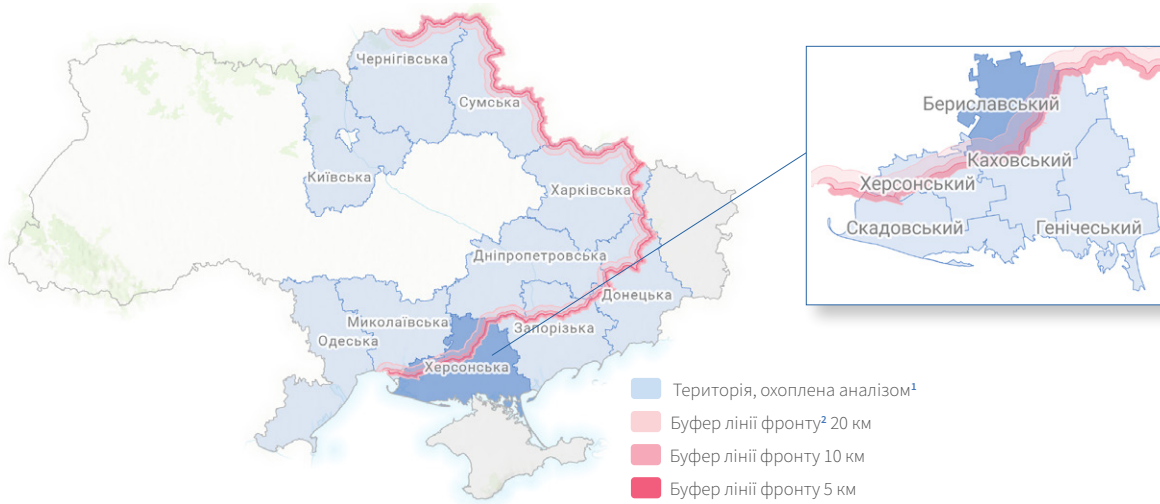 Чернігівська
Сумська
Київська
Харківська
Дніпропетровська
Донецька
Миколаївська
Запорізька
Одеська
Херсонська
Бериславський
Каховський
Херсонський
Скадовський
Генічеський
Територія, охоплена аналізом¹
Буфер лінії фронту² 20 км
Буфер лінії фронту 10 км
Буфер лінії фронту 5 км